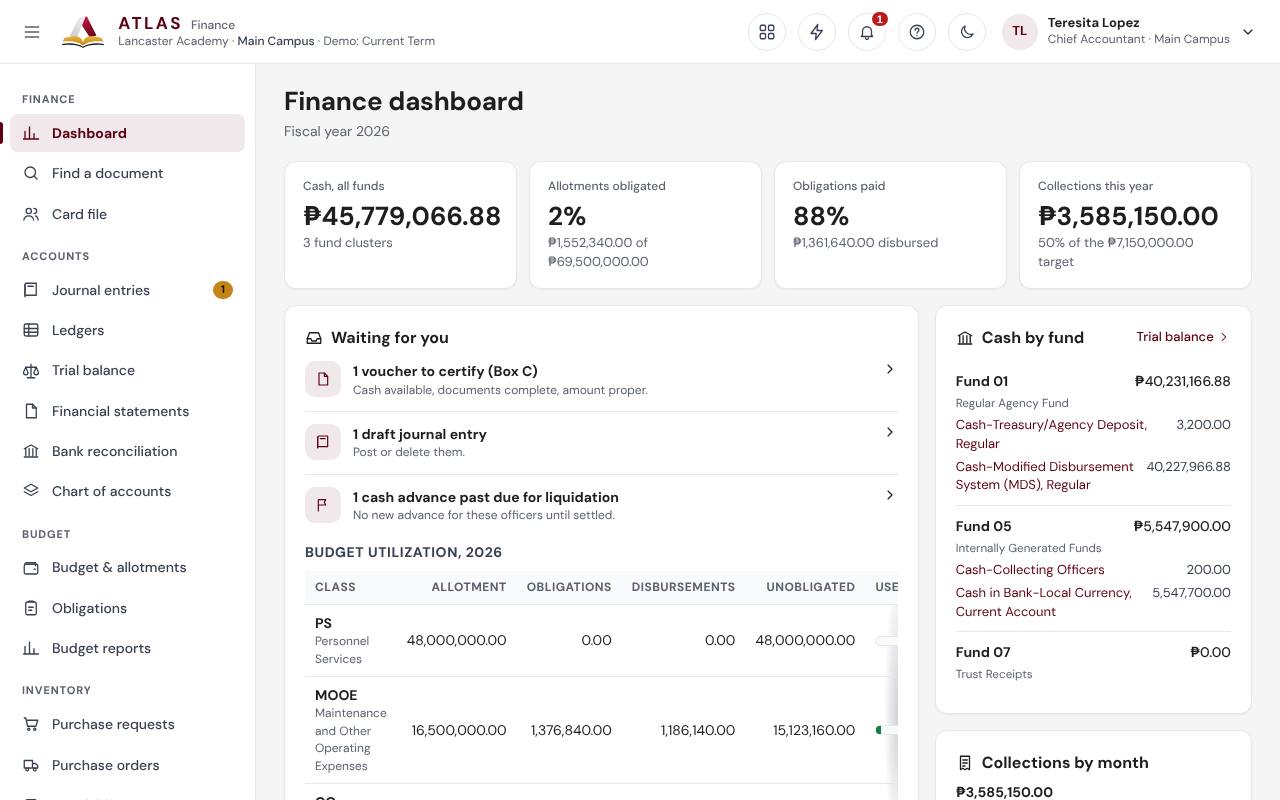 ATLAS Finance
Lancaster Academy · Main Campus · Demo: Current Term
1
TL
Teresita Lopez
Chief Accountant · Main Campus
FINANCE
Dashboard
Find a document
Card file
ACCOUNTS
Journal entries 1
Ledgers
Trial balance
Financial statements
Bank reconciliation
Chart of accounts
BUDGET
Budget & allotments
Obligations
Budget reports
INVENTORY
Purchase requests
Purchase orders
Finance dashboard
Fiscal year 2026
Cash, all funds
₱45,779,066.88
3 fund clusters
Allotments obligated
2%
₱1,552,340.00 of
₱69,500,000.00
Obligations paid
88%
₱1,361,640.00 disbursed
Collections this year
₱3,585,150.00
50% of the ₱7,150,000.00
target
Waiting for you
1 voucher to certify (Box C)
Cash available, documents complete, amount proper.
1 draft journal entry
Post or delete them.
1 cash advance past due for liquidation
No new advance for these officers until settled.
BUDGET UTILIZATION, 2026
CLASS ALLOTMENT OBLIGATIONS DISBURSEMENTS UNOBLIGATED USE
PS
Personnel
Services
48,000,000.00 0.00 0.00 48,000,000.00
MOOE
Maintenance
and Other
Operating
Expenses
16,500,000.00 1,376,840.00 1,186,140.00 15,123,160.00
Cash by fund Trial balance
Fund 01 ₱40,231,166.88
Regular Agency Fund
Cash-Treasury/Agency Deposit, 3,200.00
Regular
Cash-Modified Disbursement 40,227,966.88
System (MDS), Regular
Fund 05 ₱5,547,900.00
Internally Generated Funds
Cash-Collecting Officers 200.00
Cash in Bank-Local Currency, 5,547,700.00
Current Account
Fund 07 ₱0.00
Trust Receipts
Collections by month
₱3,585,150.00